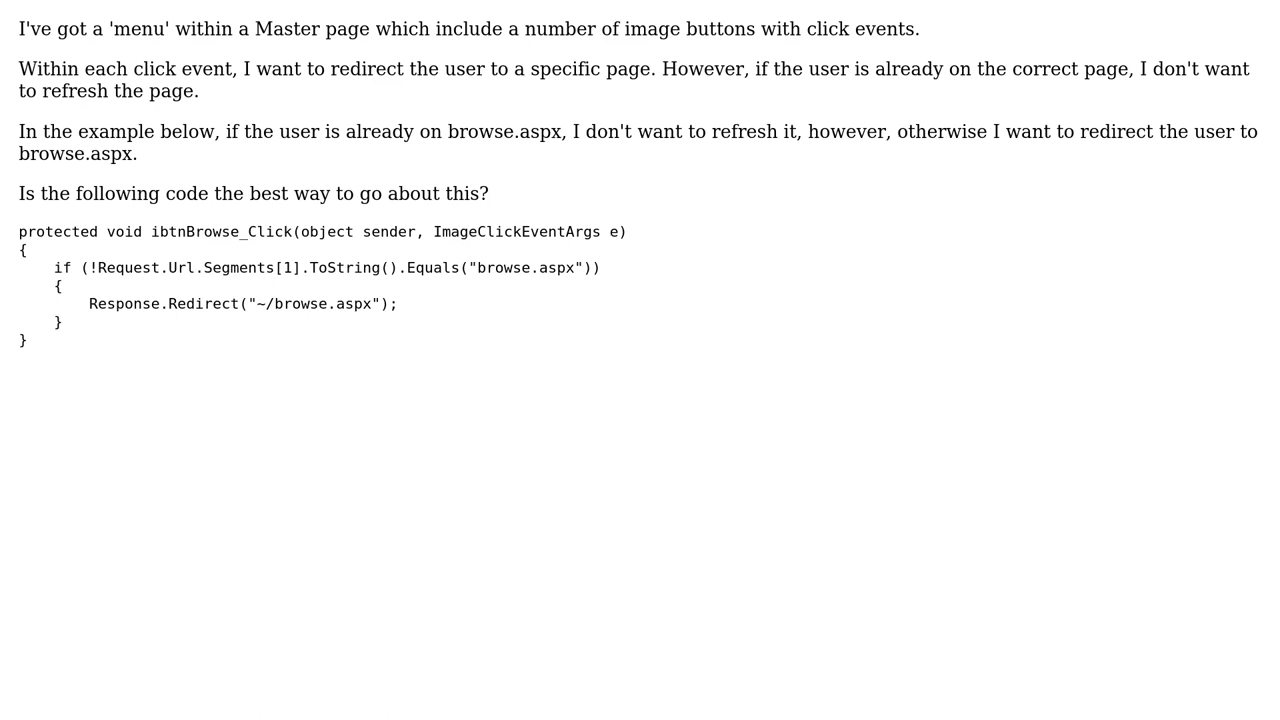 I've got a 'menu' within a Master page which include a number of image buttons with click events.
Within each click event, I want to redirect the user to a specific page. However, if the user is already on the correct page, I don't want
to refresh the page.
In the example below, if the user is already on browse.aspx, I don't want to refresh it, however, otherwise I want to redirect the user to
browse.aspx.
Is the following code the best way to go about this?
protected void ibtnBrowse_Click(object sender, ImageClickEventArgs e)
{
    if (!Request.Url.Segments[1].ToString().Equals("browse.aspx"))
    {
        Response.Redirect("~/browse.aspx");
    }
}